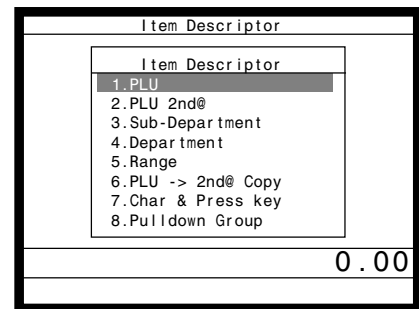 Item Descriptor
Item Descriptor
1.PLU
2.PLU 2nd@
3.Sub-Department
4.Department
5.Range
6.PLU -> 2nd@ Copy
7.Char & Press key
8.Pulldown Group
0.00